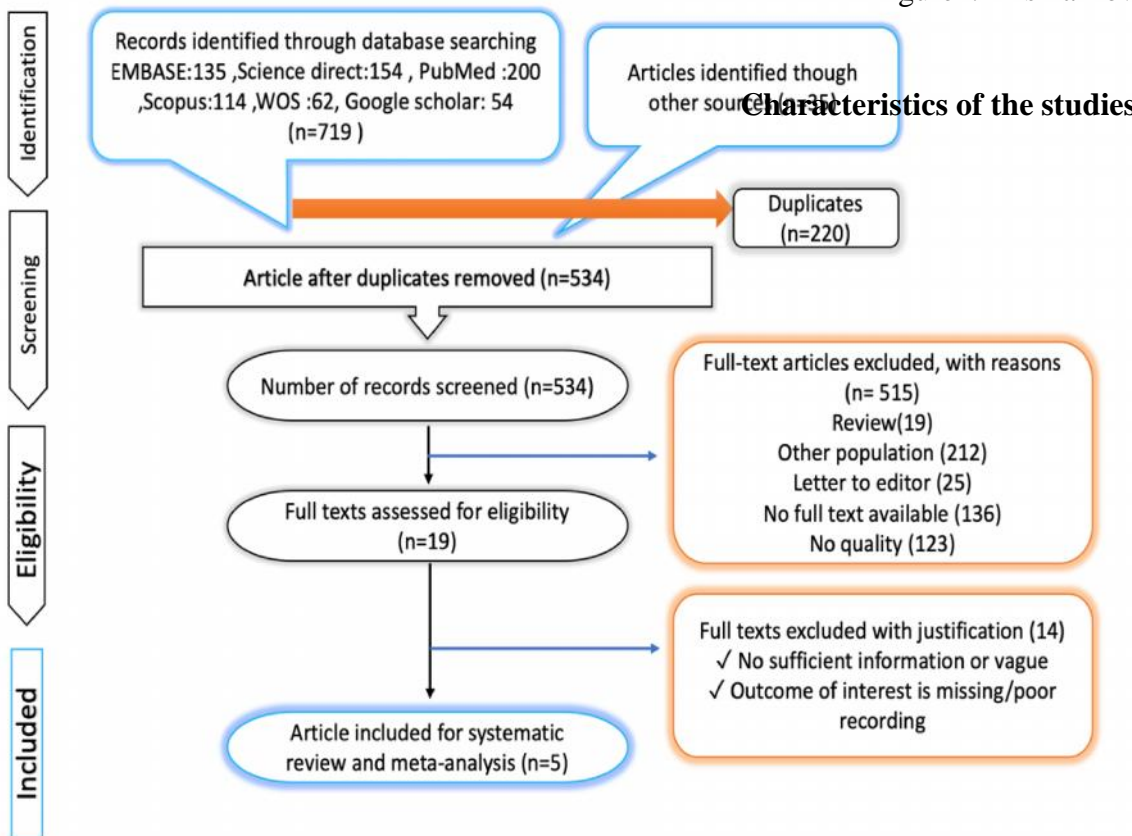 Identification
Records identified through database searching
EMBASE:135 ,Science direct:154 , PubMed :200
,Scopus:114 ,WOS :62, Google scholar: 54
(n=719 )
Articles identified though
other sources (n=35)
Characteristics of the studies
Duplicates
(n=220)
Screening
Article after duplicates removed (n=534)
Number of records screened (n=534)
Full-text articles excluded, with reasons
(n= 515)
Review(19)
Other population (212)
Letter to editor (25)
No full text available (136)
No quality (123)
Eligibility
Full texts assessed for eligibility
(n=19)
Full texts excluded with justification (14)
✓ No sufficient information or vague
✓ Outcome of interest is missing/poor
recording
Included
Article included for systematic
review and meta-analysis (n=5)